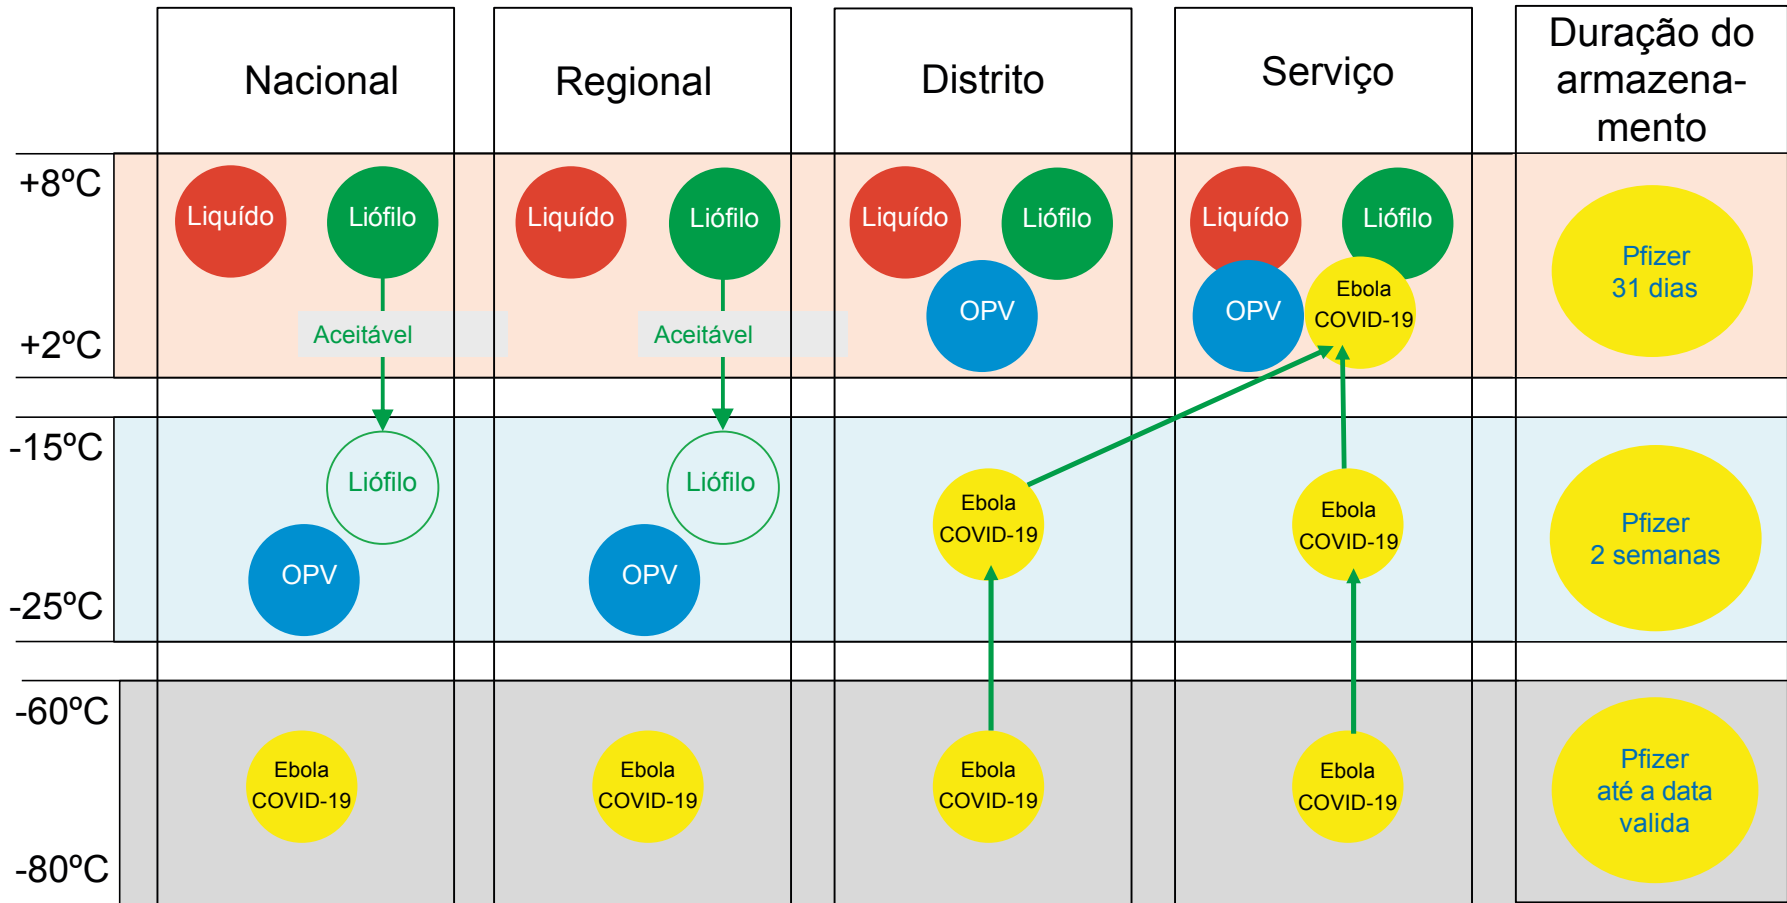 Nacional
Regional
Distrito
Serviço
Duração do
armazena-
mento
+8ºC
Liquído
Liófilo
Liquído
Liófilo
Liquído
Liófilo
Liquído
Liófilo
Pfizer
31 dias
OPV
OPV
Ebola
COVID-19
Aceitável
Aceitável
+2ºC
-15ºC
Liófilo
Liófilo
Ebola
COVID-19
Ebola
COVID-19
Pfizer
2 semanas
OPV
OPV
-25ºC
-60ºC
Ebola
COVID-19
Ebola
COVID-19
Ebola
COVID-19
Ebola
COVID-19
Pfizer
até a data
valida
-80ºC